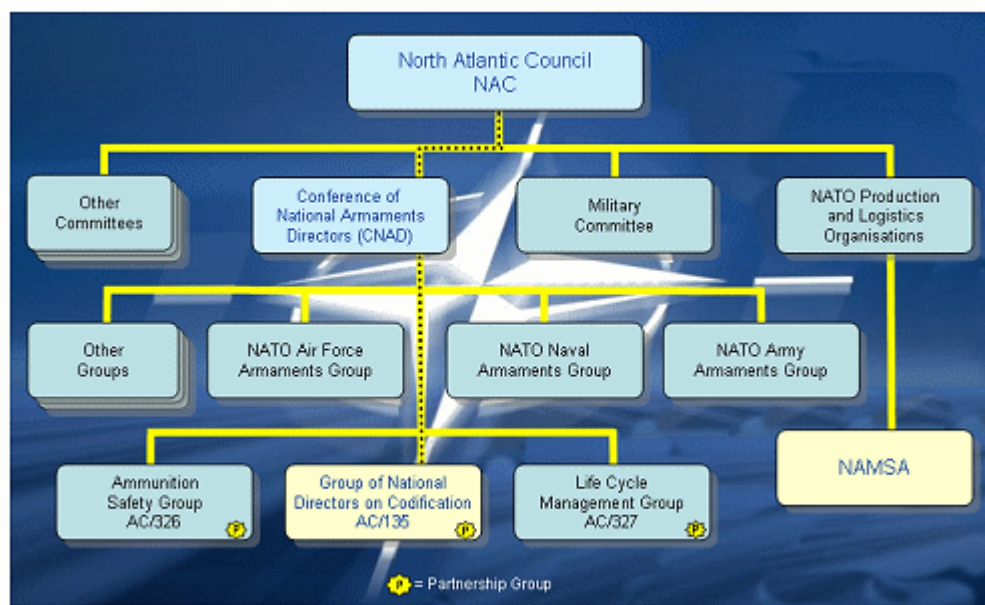 North Atlantic Council
NAC
Other
Committees
Conference of
National Armaments
Directors (CNAD)
Military
Committee
NATO Production
and Logistics
Organisations
Other
Groups
NATO Air Force
Armaments Group
NATO Naval
Armaments Group
NATO Army
Armaments Group
Ammunition
Safety Group
AC/326
P
Group of National
Directors on Codification
AC/135
P
Life Cycle
Management Group
AC/327
P
NAMSA
P = Partnership Group